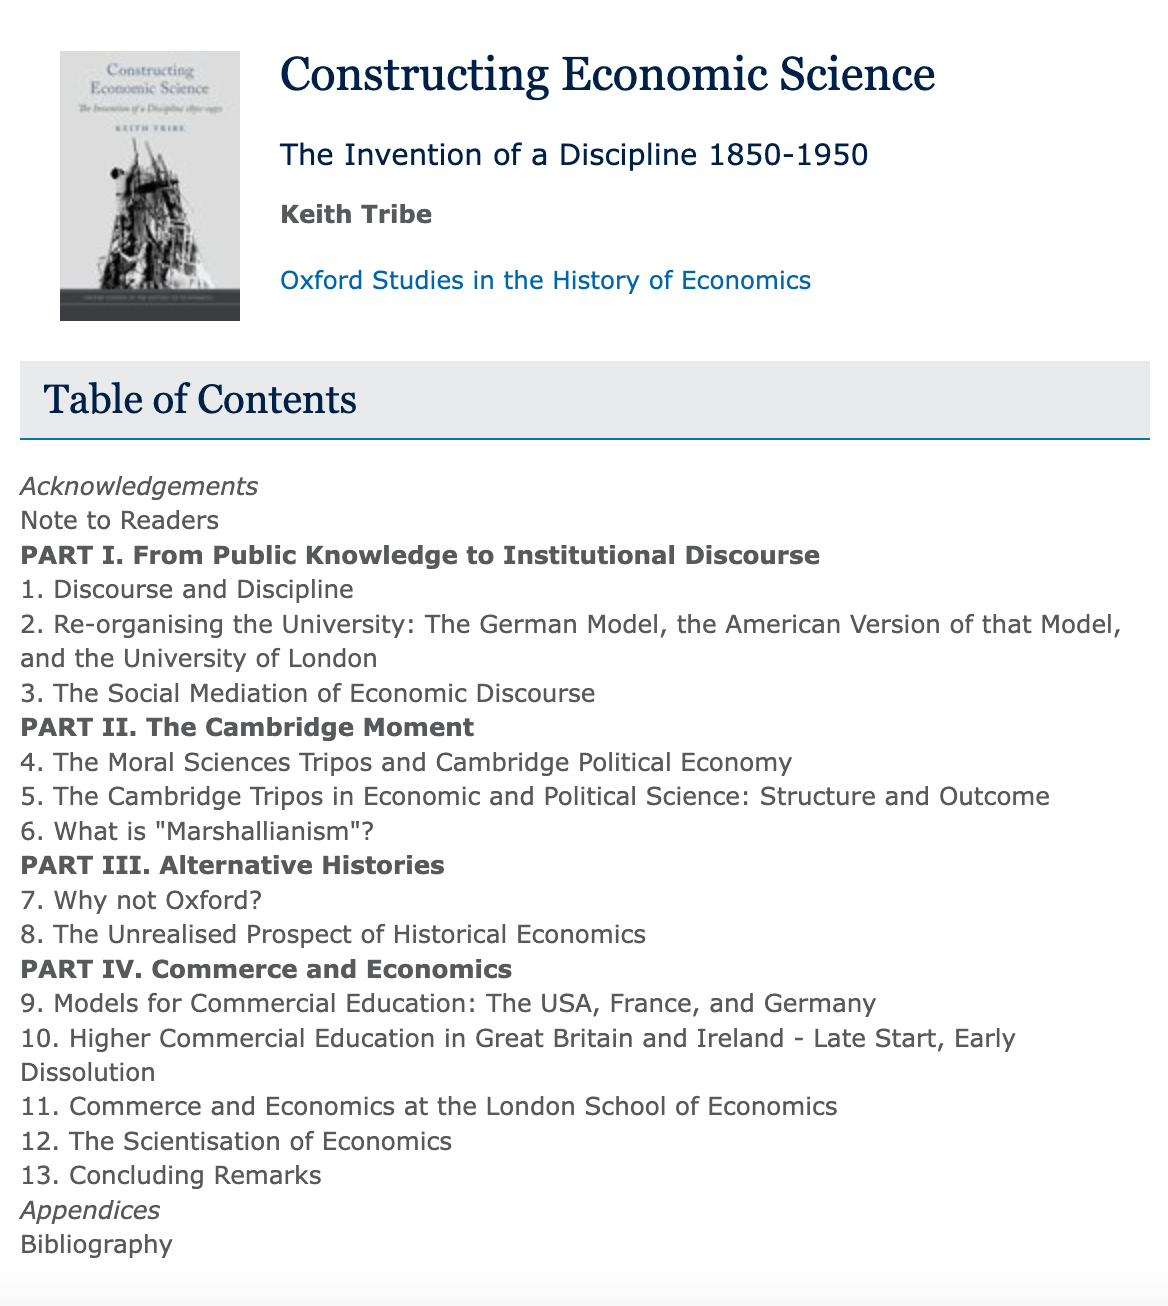 Constructing
Economic Science
The Invention of a Discipline 1850-1950
KEITH TRIBE
Constructing Economic Science
The Invention of a Discipline 1850-1950
Keith Tribe
Oxford Studies in the History of Economics
Table of Contents
Acknowledgements
Note to Readers
PART I. From Public Knowledge to Institutional Discourse
1. Discourse and Discipline
2. Re-organising the University: The German Model, the American Version of that Model,
and the University of London
3. The Social Mediation of Economic Discourse
PART II. The Cambridge Moment
4. The Moral Sciences Tripos and Cambridge Political Economy
5. The Cambridge Tripos in Economic and Political Science: Structure and Outcome
6. What is "Marshallianism"?
PART III. Alternative Histories
7. Why not Oxford?
8. The Unrealised Prospect of Historical Economics
PART IV. Commerce and Economics
9. Models for Commercial Education: The USA, France, and Germany
10. Higher Commercial Education in Great Britain and Ireland - Late Start, Early
Dissolution
11. Commerce and Economics at the London School of Economics
12. The Scientisation of Economics
13. Concluding Remarks
Appendices
Bibliography